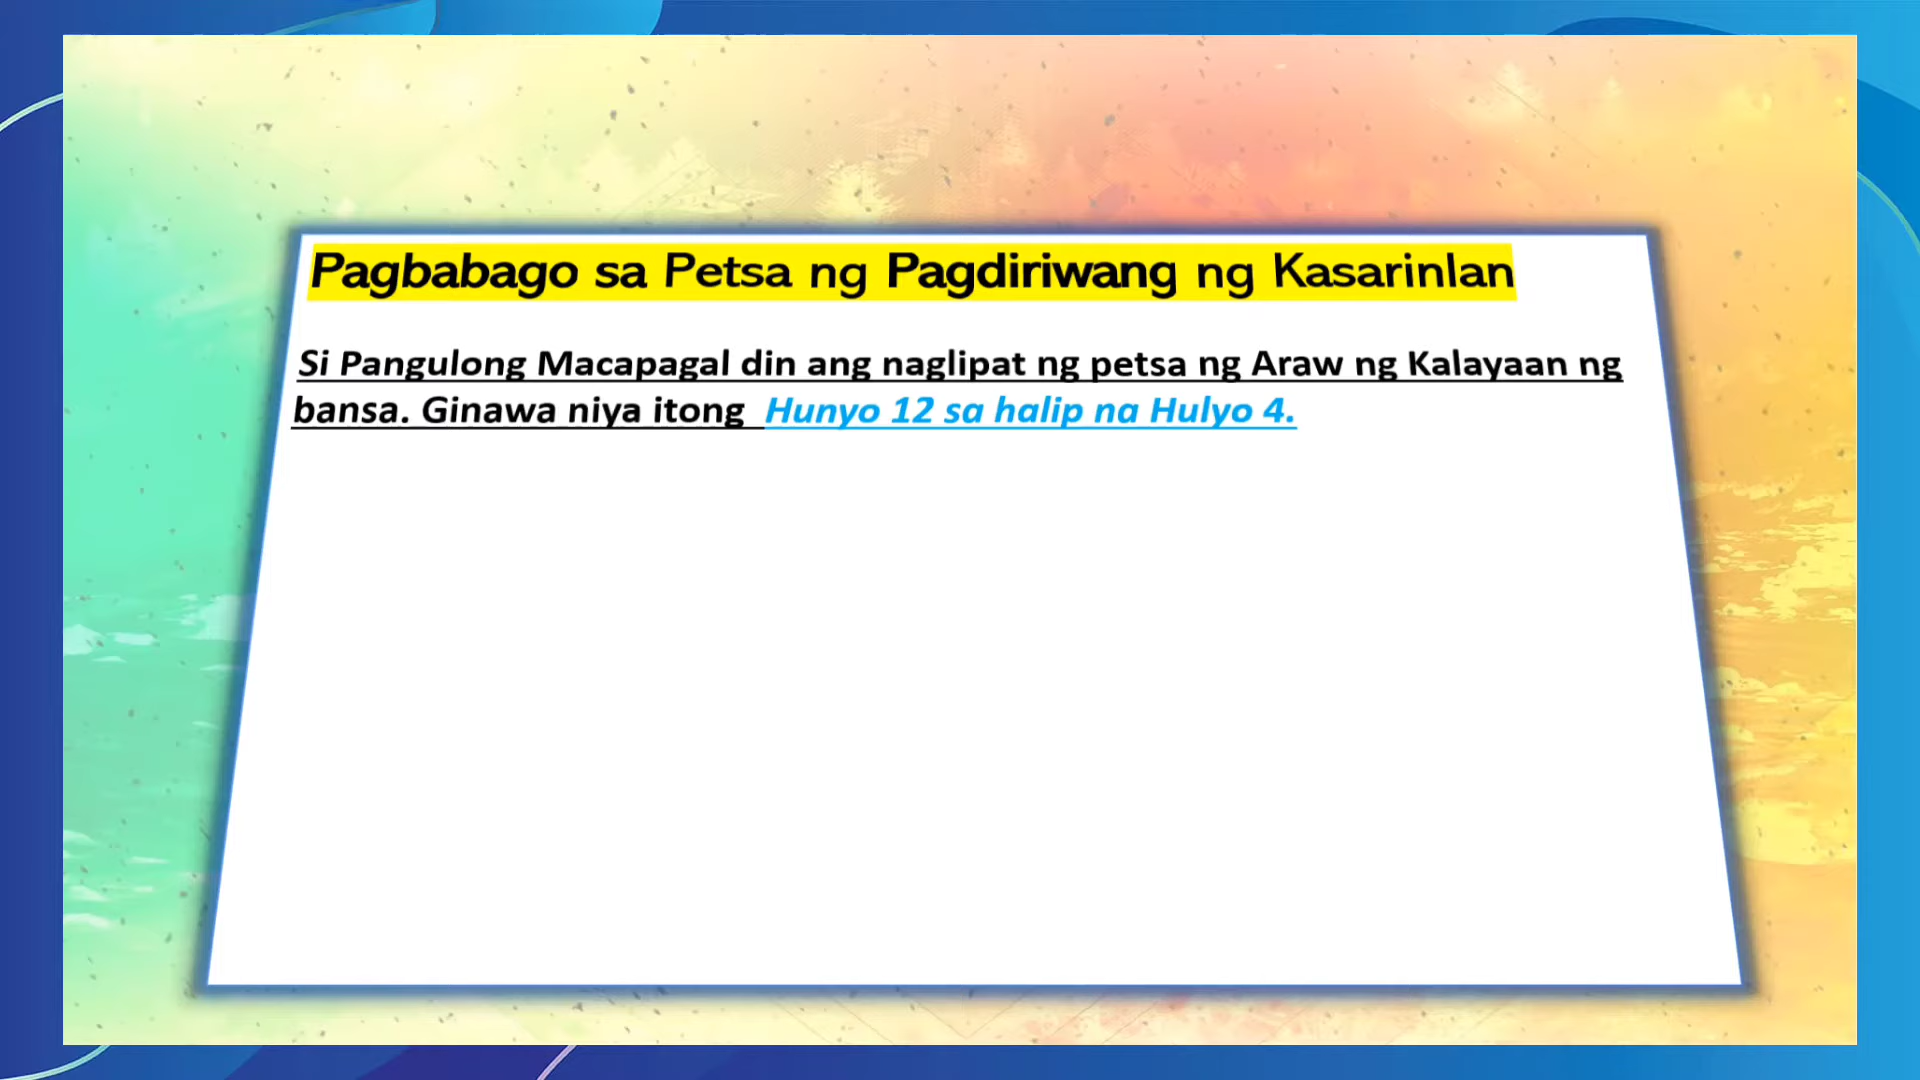 Pagbabago sa Petsa ng Pagdiriwang ng Kasarinlan
Si Pangulong Macapagal din ang naglipat ng petsa ng Araw ng Kalayaan ng
bansa. Ginawa niya itong Hunyo 12 sa halip na Hulyo 4.